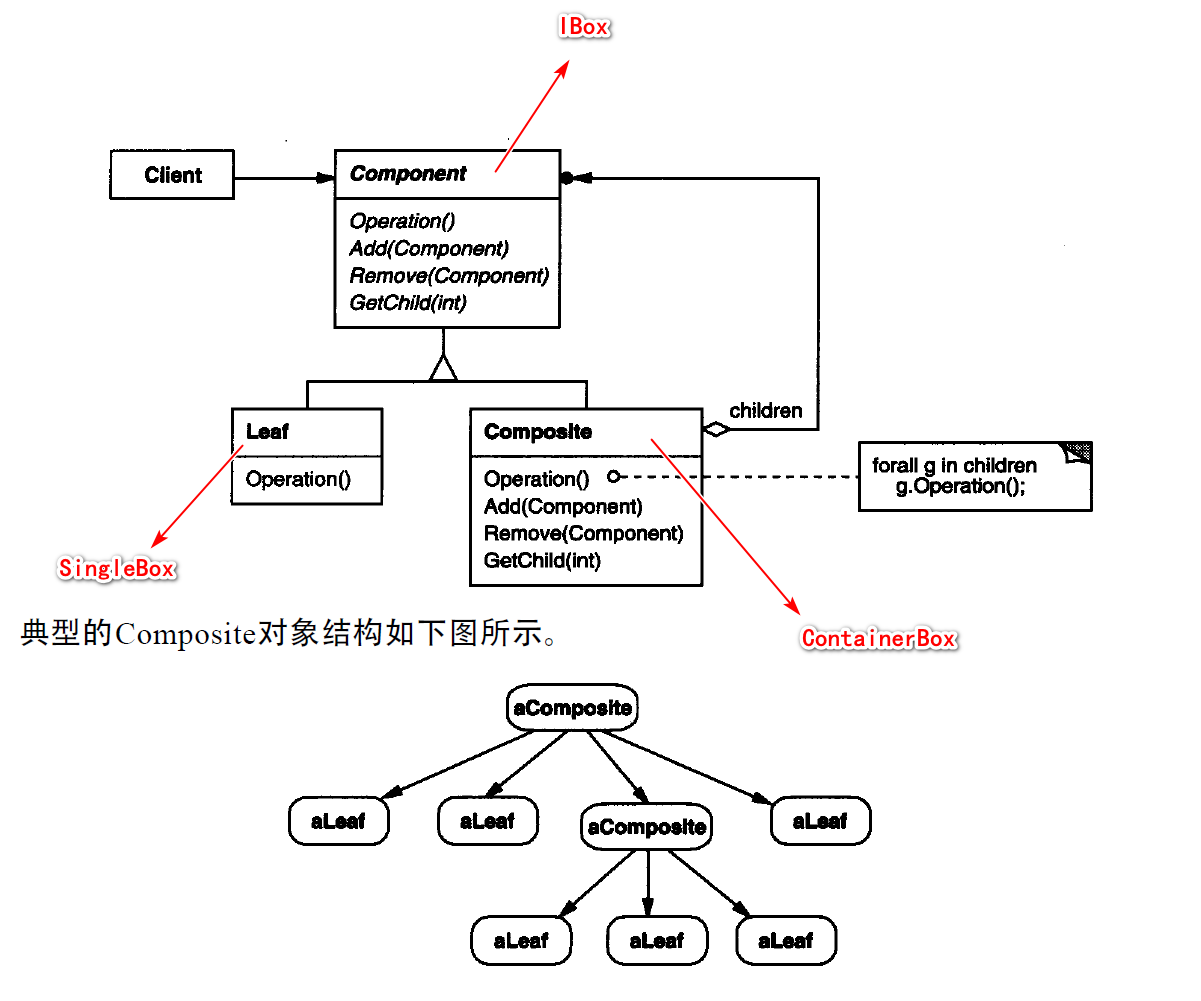 IBox
Client
Component
Operation()
Add(Component)
Remove(Component)
GetChild(int)
children
Leaf
Operation()
Composite
Operation()
Add(Component)
Remove(Component)
GetChild(int)
forall g in children
g.Operation();
SingleBox
ContainerBox
典型的Composite对象结构如下图所示。
aComposite
aLeaf
aLeaf
aComposite
aLeaf
aLeaf
aLeaf
aLeaf